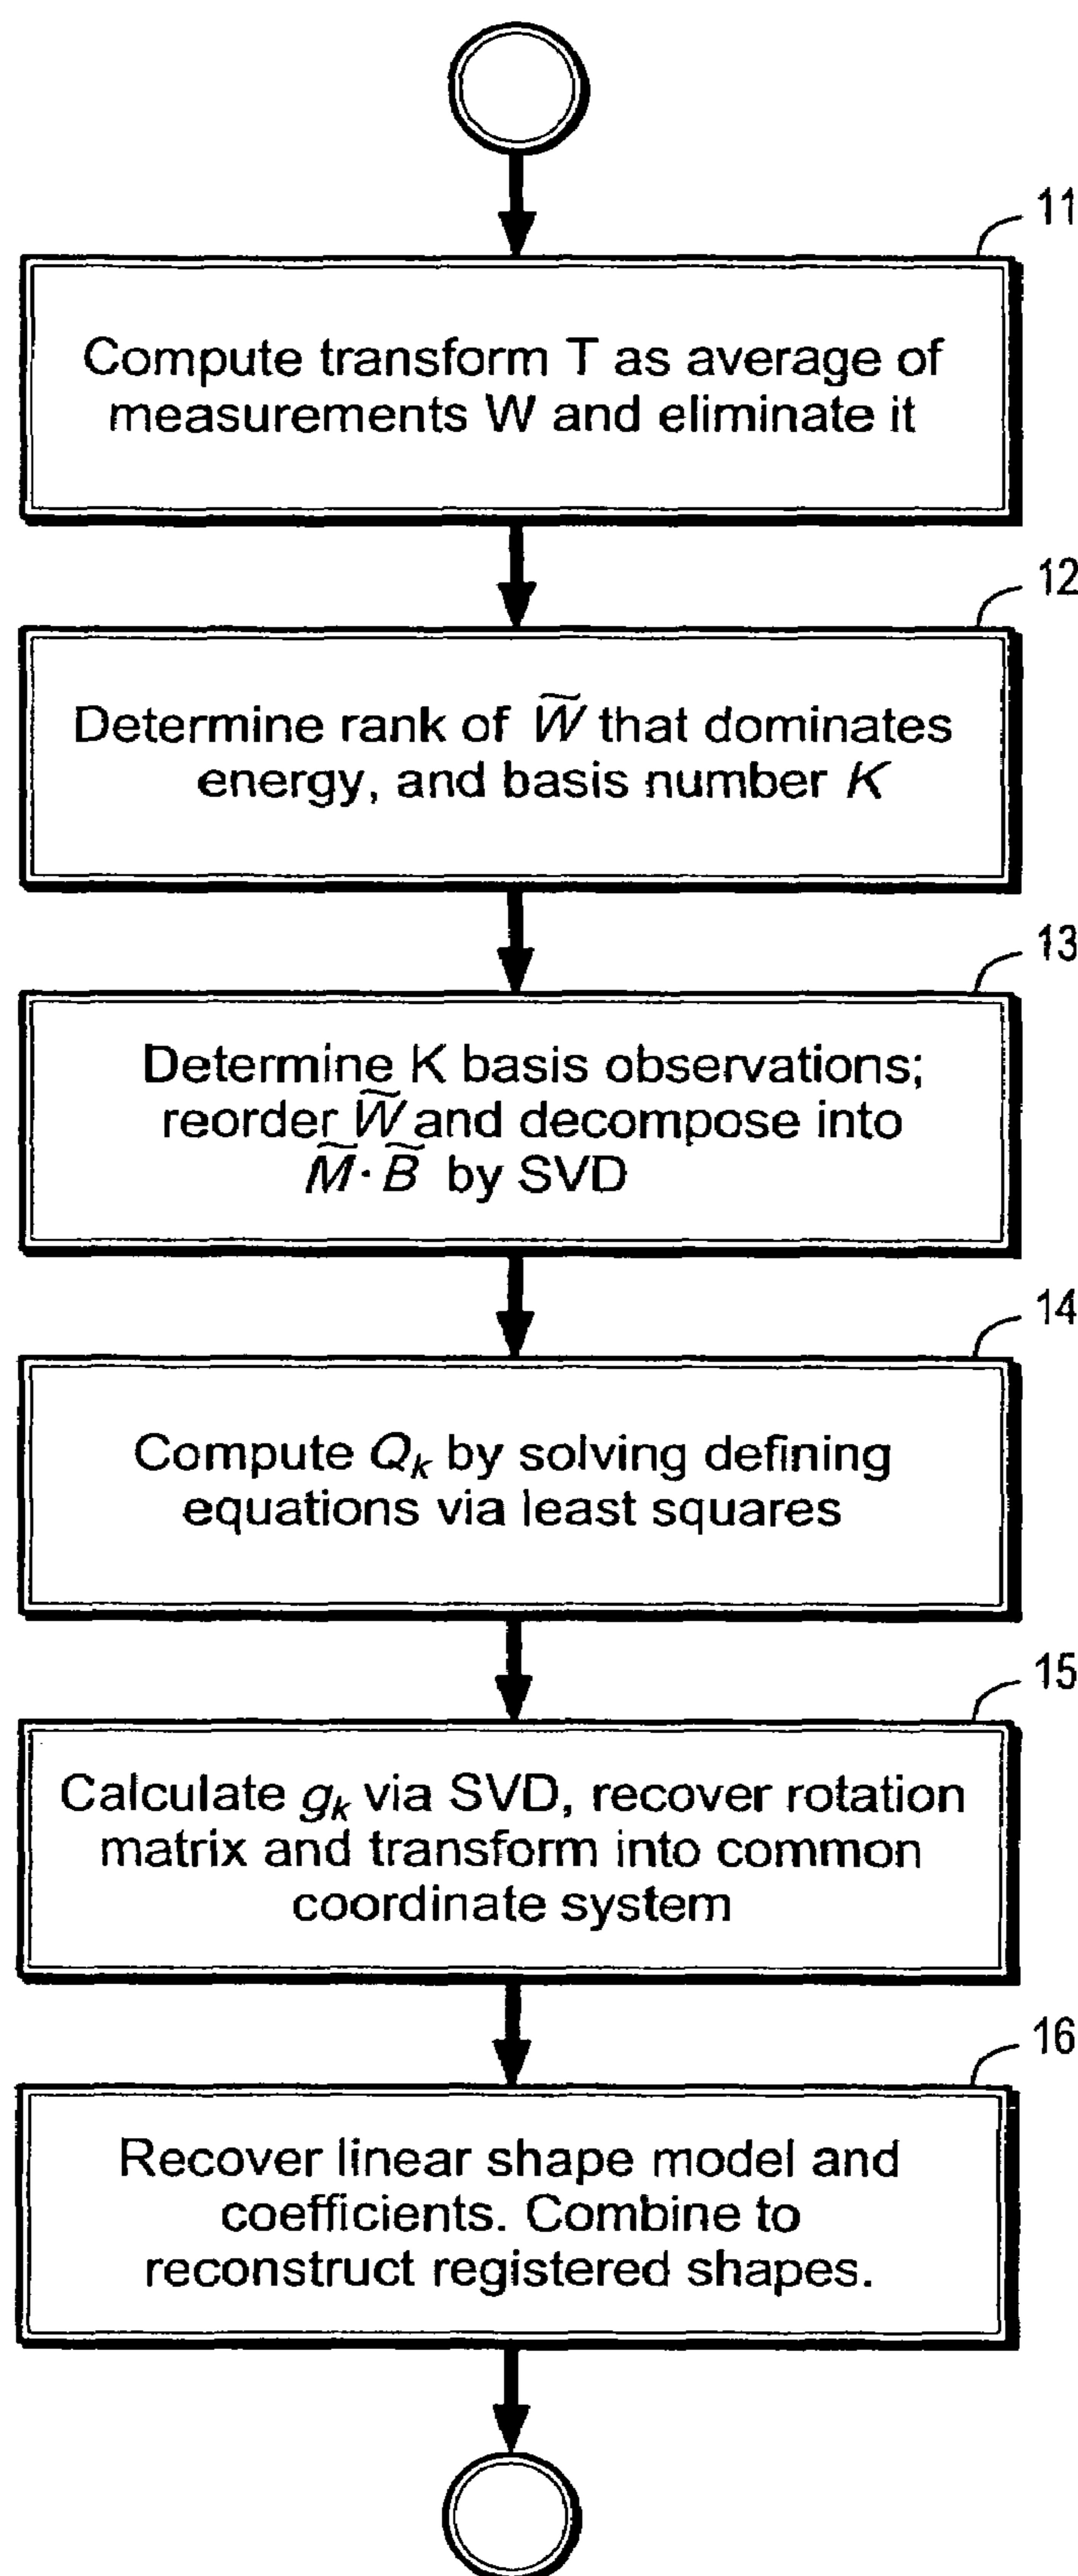 11
Compute transform T as average of
measurements W and eliminate it
12
Determine rank of W̃ that dominates
energy, and basis number K
13
Determine K basis observations;
reorder W̃ and decompose into
M̃ · B̃ by SVD
14
Compute Qₖ by solving defining
equations via least squares
15
Calculate gₖ via SVD, recover rotation
matrix and transform into common
coordinate system
16
Recover linear shape model and
coefficients. Combine to
reconstruct registered shapes.